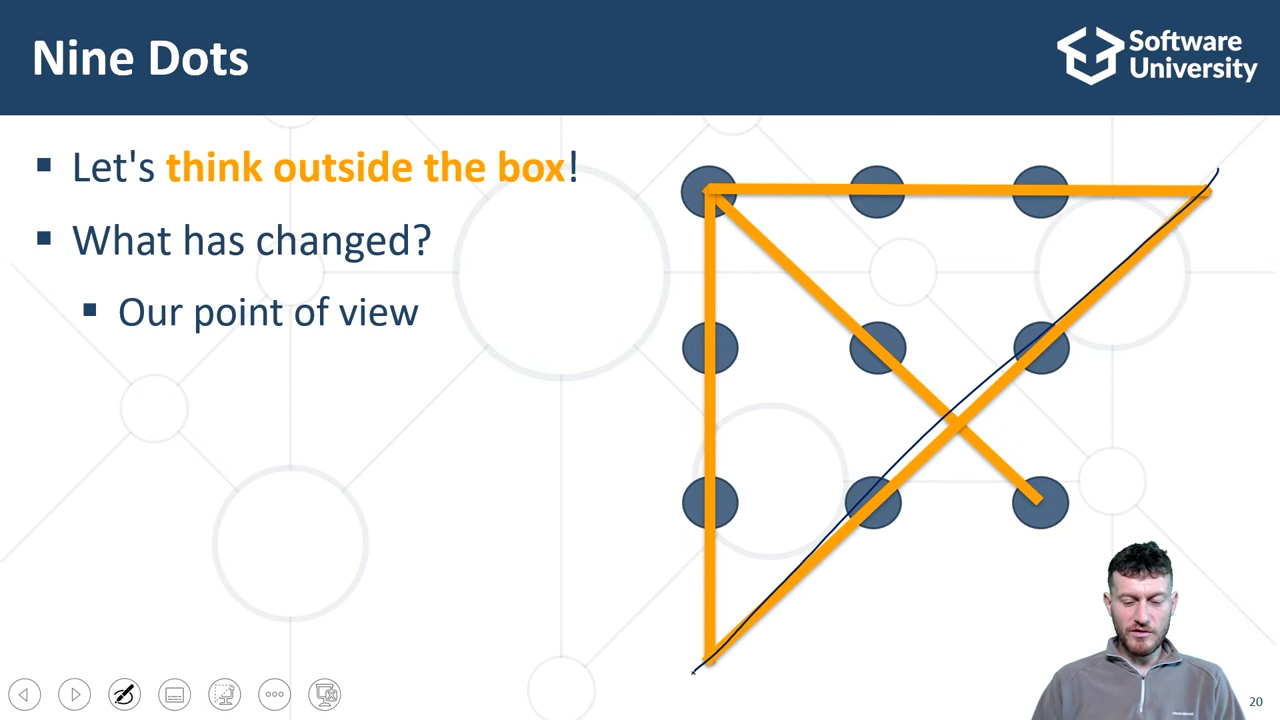 Nine Dots
Software
University
Let's think outside the box!
What has changed?
Our point of view
20